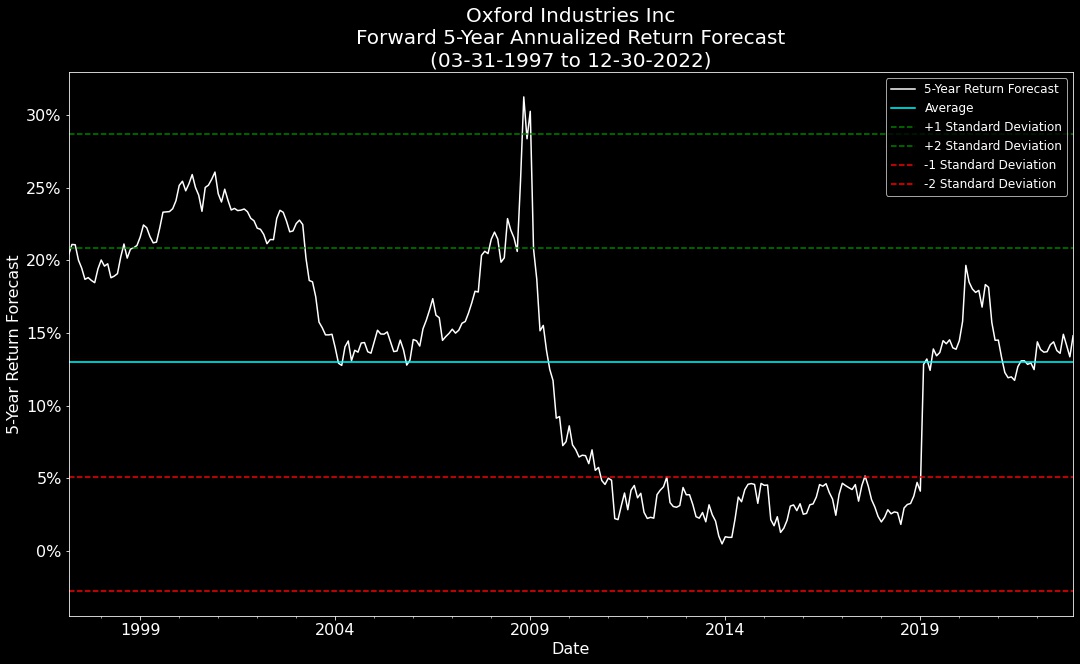 Oxford Industries Inc
Forward 5-Year Annualized Return Forecast
(03-31-1997 to 12-30-2022)
5-Year Return Forecast
Average
+1 Standard Deviation
+2 Standard Deviation
-1 Standard Deviation
-2 Standard Deviation
30%
25%
20%
15%
10%
5%
0%
5-Year Return Forecast
1999
2004
2009
2014
2019
Date